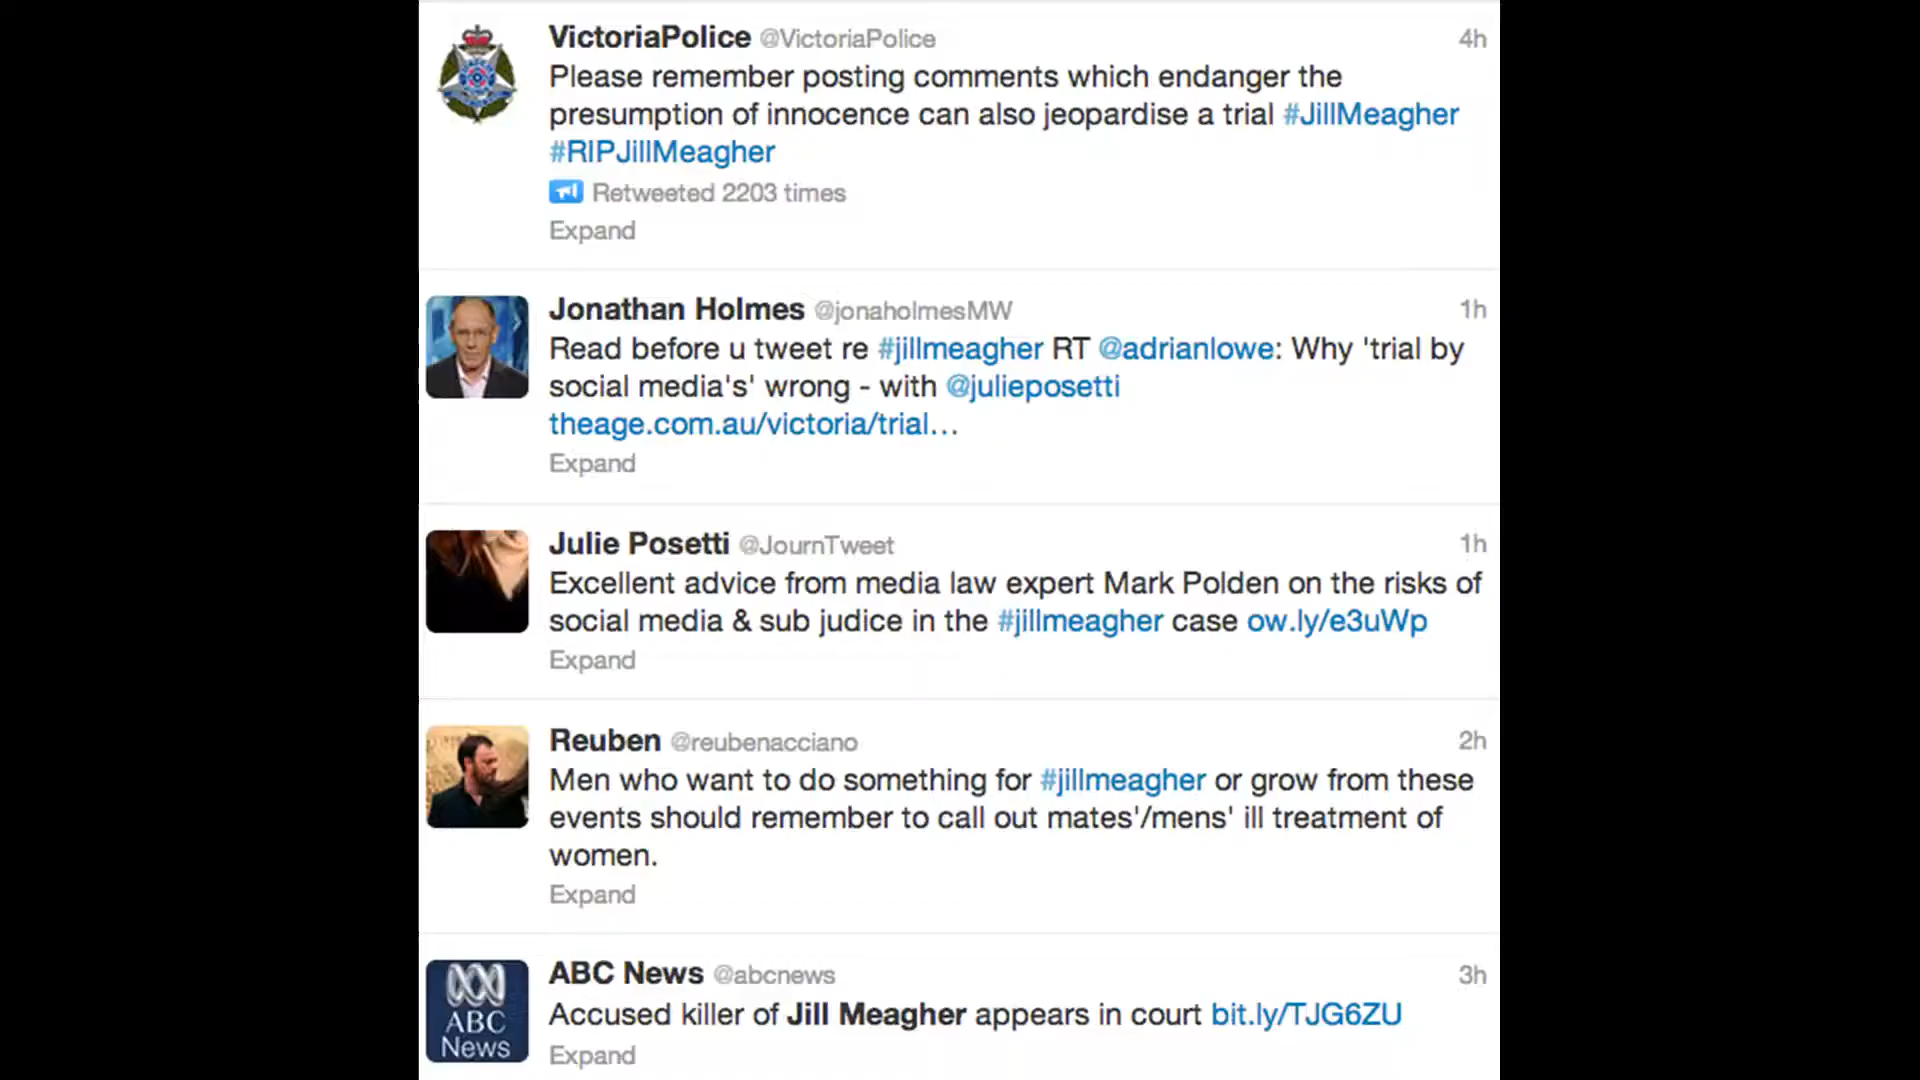 VictoriaPolice @VictoriaPolice 4h
Please remember posting comments which endanger the
presumption of innocence can also jeopardise a trial #JillMeagher
#RIPJillMeagher
Retweeted 2203 times
Expand
Jonathan Holmes @jonaholmesMW 1h
Read before u tweet re #jillmeagher RT @adrianlowe: Why 'trial by
social media's' wrong - with @julieposetti
theage.com.au/victoria/trial…
Expand
Julie Posetti @JournTweet 1h
Excellent advice from media law expert Mark Polden on the risks of
social media & sub judice in the #jillmeagher case ow.ly/e3uWp
Expand
Reuben @reubenacciano 2h
Men who want to do something for #jillmeagher or grow from these
events should remember to call out mates'/mens' ill treatment of
women.
Expand
ABC News @abcnews 3h
Accused killer of Jill Meagher appears in court bit.ly/TJG6ZU
Expand
ABC
News